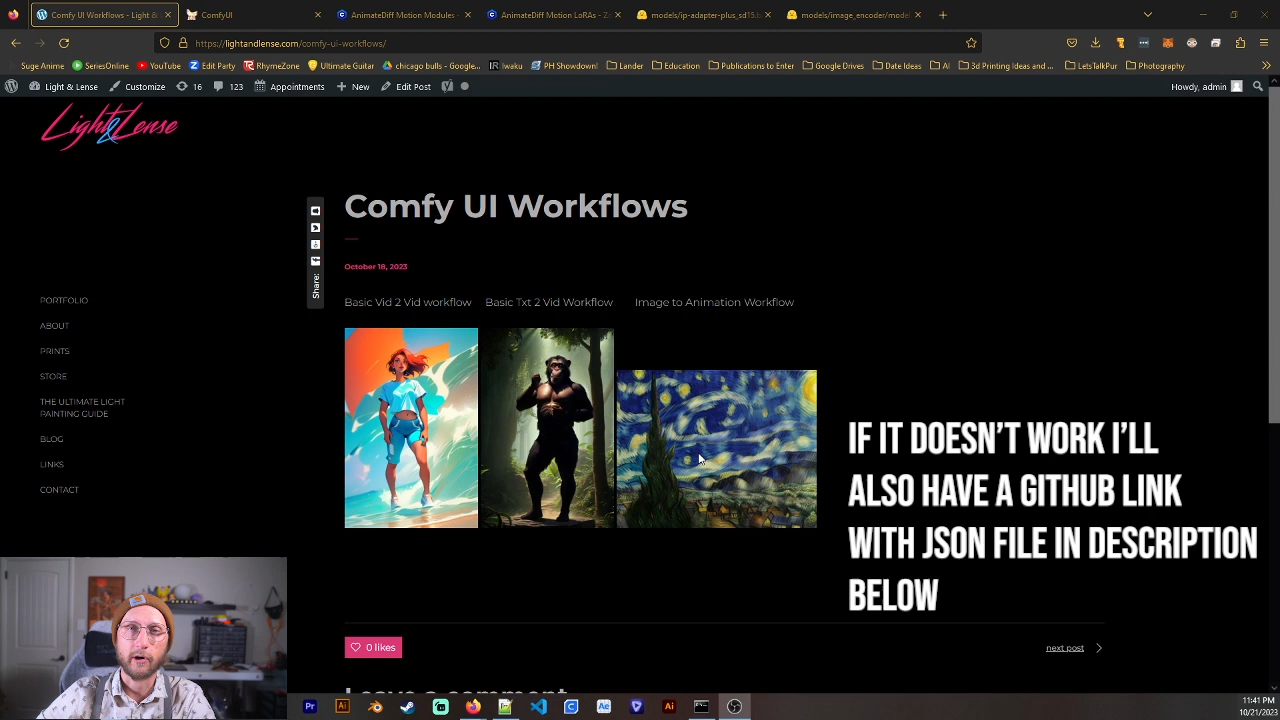 Light & Lense Workflows - Light &
ComfyUI
AnimateDiff Motion Modules -
AnimateDiff Motion LoRAs -
models/ip-adapter-plus_sd15.b
models/image_encoder/model
https://lightandlense.com/comfy-ui-workflows/
Suge Anime
SeriesOnline
YouTube
Edit Party
RhymeZone
Ultimate Guitar
chicago bulls - Google...
Iwaku
PH Showdown!
Lander
Education
Publications to Enter
Google Drives
Date Ideas
AI
3d Printing Ideas and ...
LetsTalkPur
Photography
Light & Lense
Customize
16
123
Appointments
New
Edit Post
Howdy, admin
Light&Lense
Comfy UI Workflows
October 18, 2023
Share:
Basic Vid 2 Vid workflow
Basic Txt 2 Vid Workflow
Image to Animation Workflow
PORTFOLIO
ABOUT
PRINTS
STORE
THE ULTIMATE LIGHT
PAINTING GUIDE
BLOG
LINKS
CONTACT
IF IT DOESN'T WORK I'LL
ALSO HAVE A GITHUB LINK
WITH JSON FILE IN DESCRIPTION
BELOW
0 likes
next post
Leave a comment
11:41 PM
10/21/2023